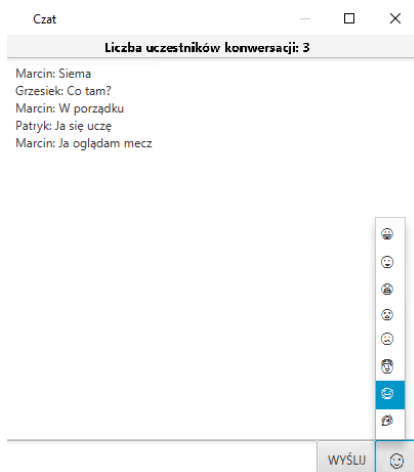 Czat
Liczba uczestników konwersacji: 3
Marcin: Siema
Grzesiek: Co tam?
Marcin: W porządku
Patryk: Ja się uczę
Marcin: Ja oglądam mecz
WYŚLIJ